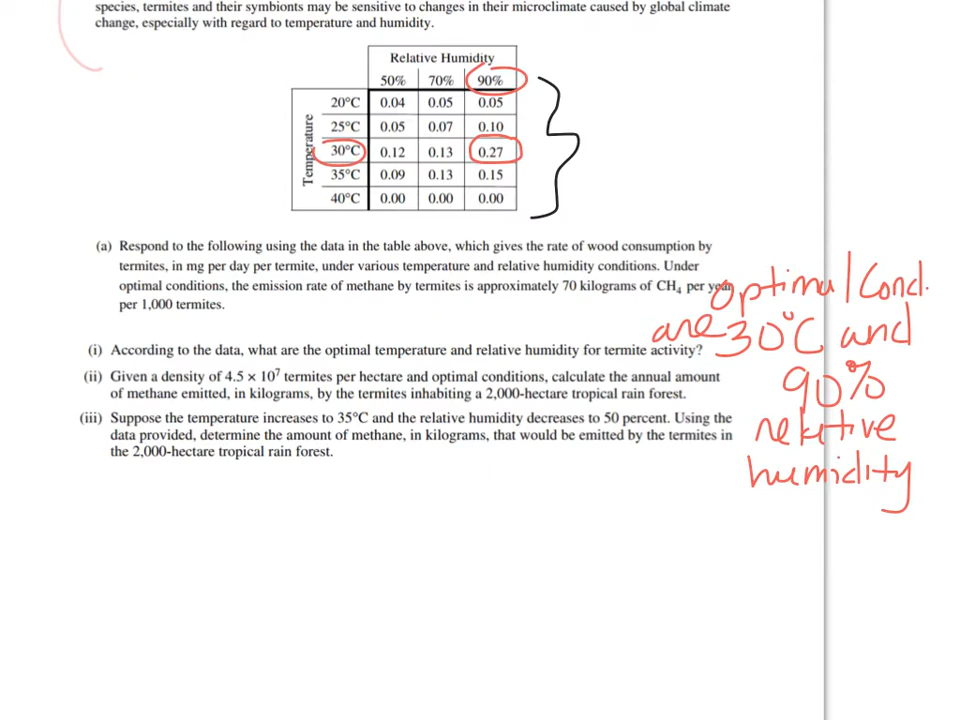 species, termites and their symbionts may be sensitive to changes in their microclimate caused by global climate
change, especially with regard to temperature and humidity.
Relative Humidity
50% 70% 90%
Temperature
20°C 0.04 0.05 0.05
25°C 0.05 0.07 0.10
30°C 0.12 0.13 0.27
35°C 0.09 0.13 0.15
40°C 0.00 0.00 0.00
(a) Respond to the following using the data in the table above, which gives the rate of wood consumption by
termites, in mg per day per termite, under various temperature and relative humidity conditions. Under
optimal conditions, the emission rate of methane by termites is approximately 70 kilograms of CH₄ per year
per 1,000 termites.
(i) According to the data, what are the optimal temperature and relative humidity for termite activity?
(ii) Given a density of 4.5 × 10⁷ termites per hectare and optimal conditions, calculate the annual amount
of methane emitted, in kilograms, by the termites inhabiting a 2,000-hectare tropical rain forest.
(iii) Suppose the temperature increases to 35°C and the relative humidity decreases to 50 percent. Using the
data provided, determine the amount of methane, in kilograms, that would be emitted by the termites in
the 2,000-hectare tropical rain forest.
optimal Cond.
are 30°C and
90%
relative
humidity